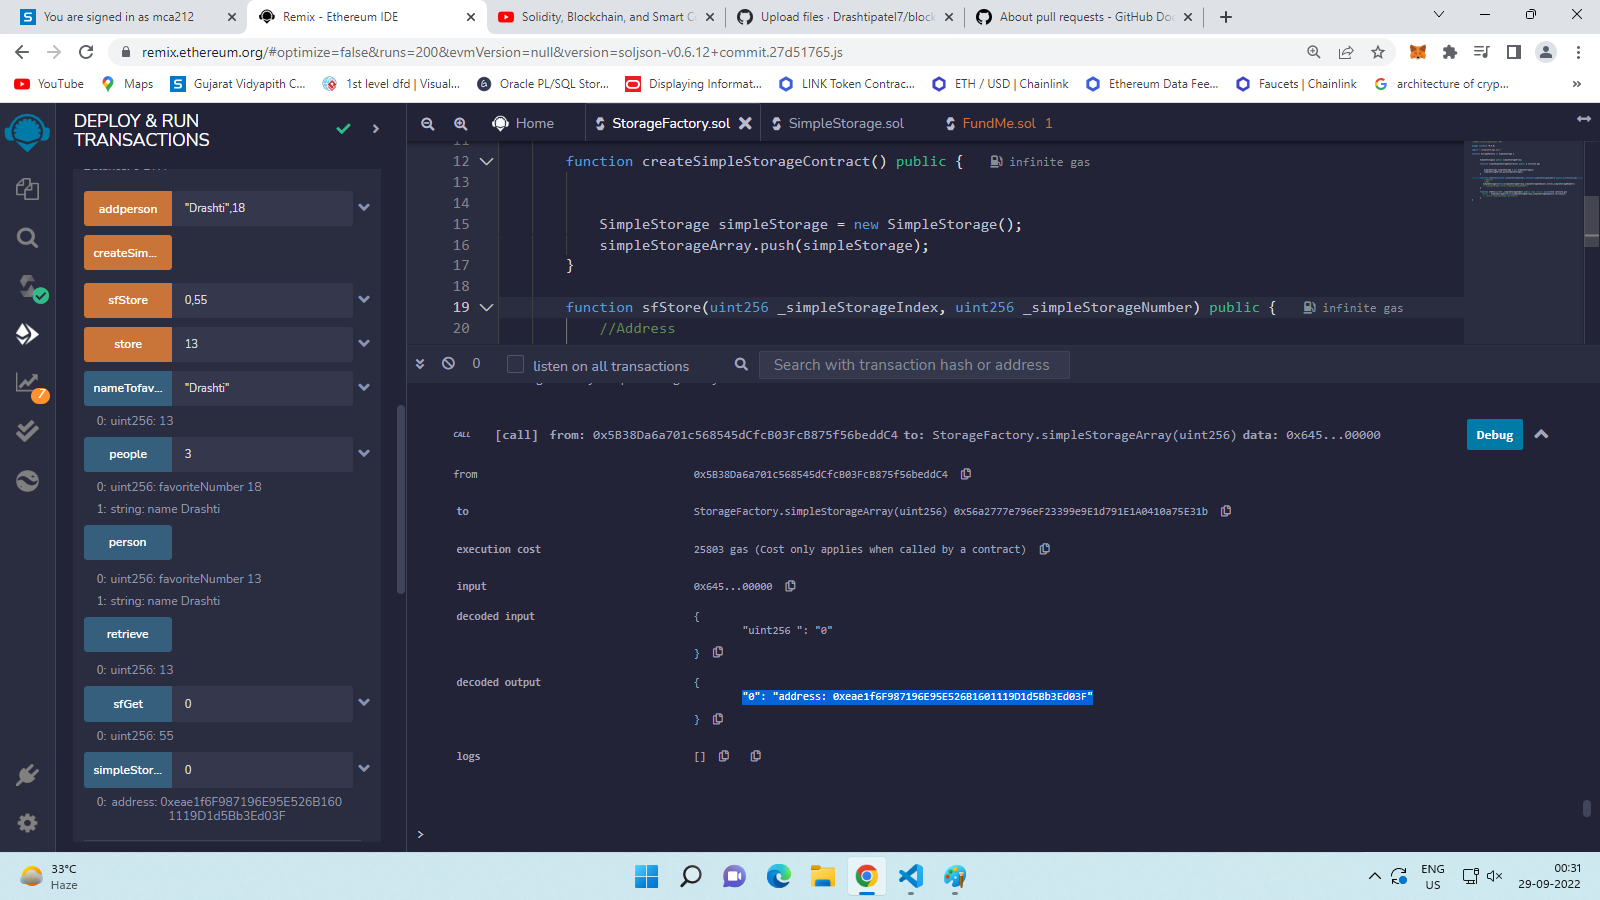 You are signed in as mca212
Remix - Ethereum IDE
Solidity, Blockchain, and Smart C
Upload files · Drashtipatel7/block
About pull requests - GitHub Do
remix.ethereum.org/#optimize=false&runs=200&evmVersion=null&version=soljson-v0.6.12+commit.27d51765.js
YouTube
Maps
Gujarat Vidyapith C...
1st level dfd | Visual...
Oracle PL/SQL Stor...
Displaying Informat...
LINK Token Contrac...
ETH / USD | Chainlink
Ethereum Data Fee...
Faucets | Chainlink
architecture of cryp...
DEPLOY & RUN
TRANSACTIONS
addperson "Drashti",18
createSim...
sfStore 0,55
store 13
nameTofav... "Drashti"
0: uint256: 13
people 3
0: uint256: favoriteNumber 18
1: string: name Drashti
person
0: uint256: favoriteNumber 13
1: string: name Drashti
retrieve
0: uint256: 13
sfGet 0
0: uint256: 55
simpleStor... 0
0: address: 0xeae1f6F987196E95E526B160
1119D1d5Bb3Ed03F
7
Home
StorageFactory.sol
SimpleStorage.sol
FundMe.sol 1
11
12 function createSimpleStorageContract() public { infinite gas
13
14
15 SimpleStorage simpleStorage = new SimpleStorage();
16 simpleStorageArray.push(simpleStorage);
17 }
18
19 function sfStore(uint256 _simpleStorageIndex, uint256 _simpleStorageNumber) public { infinite gas
20 //Address
0 listen on all transactions Search with transaction hash or address
CALL [call] from: 0x5B38Da6a701c568545dCfcB03FcB875f56beddC4 to: StorageFactory.simpleStorageArray(uint256) data: 0x645...00000 Debug
from 0x5B38Da6a701c568545dCfcB03FcB875f56beddC4
to StorageFactory.simpleStorageArray(uint256) 0x56a2777e796eF23399e9E1d791E1A0410a75E31b
execution cost 25803 gas (Cost only applies when called by a contract)
input 0x645...00000
decoded input {
"uint256 ": "0"
}
decoded output {
"0": "address: 0xeae1f6F987196E95E526B1601119D1d5Bb3Ed03F"
}
logs []
>
33°C
Haze
ENG
US
00:31
29-09-2022